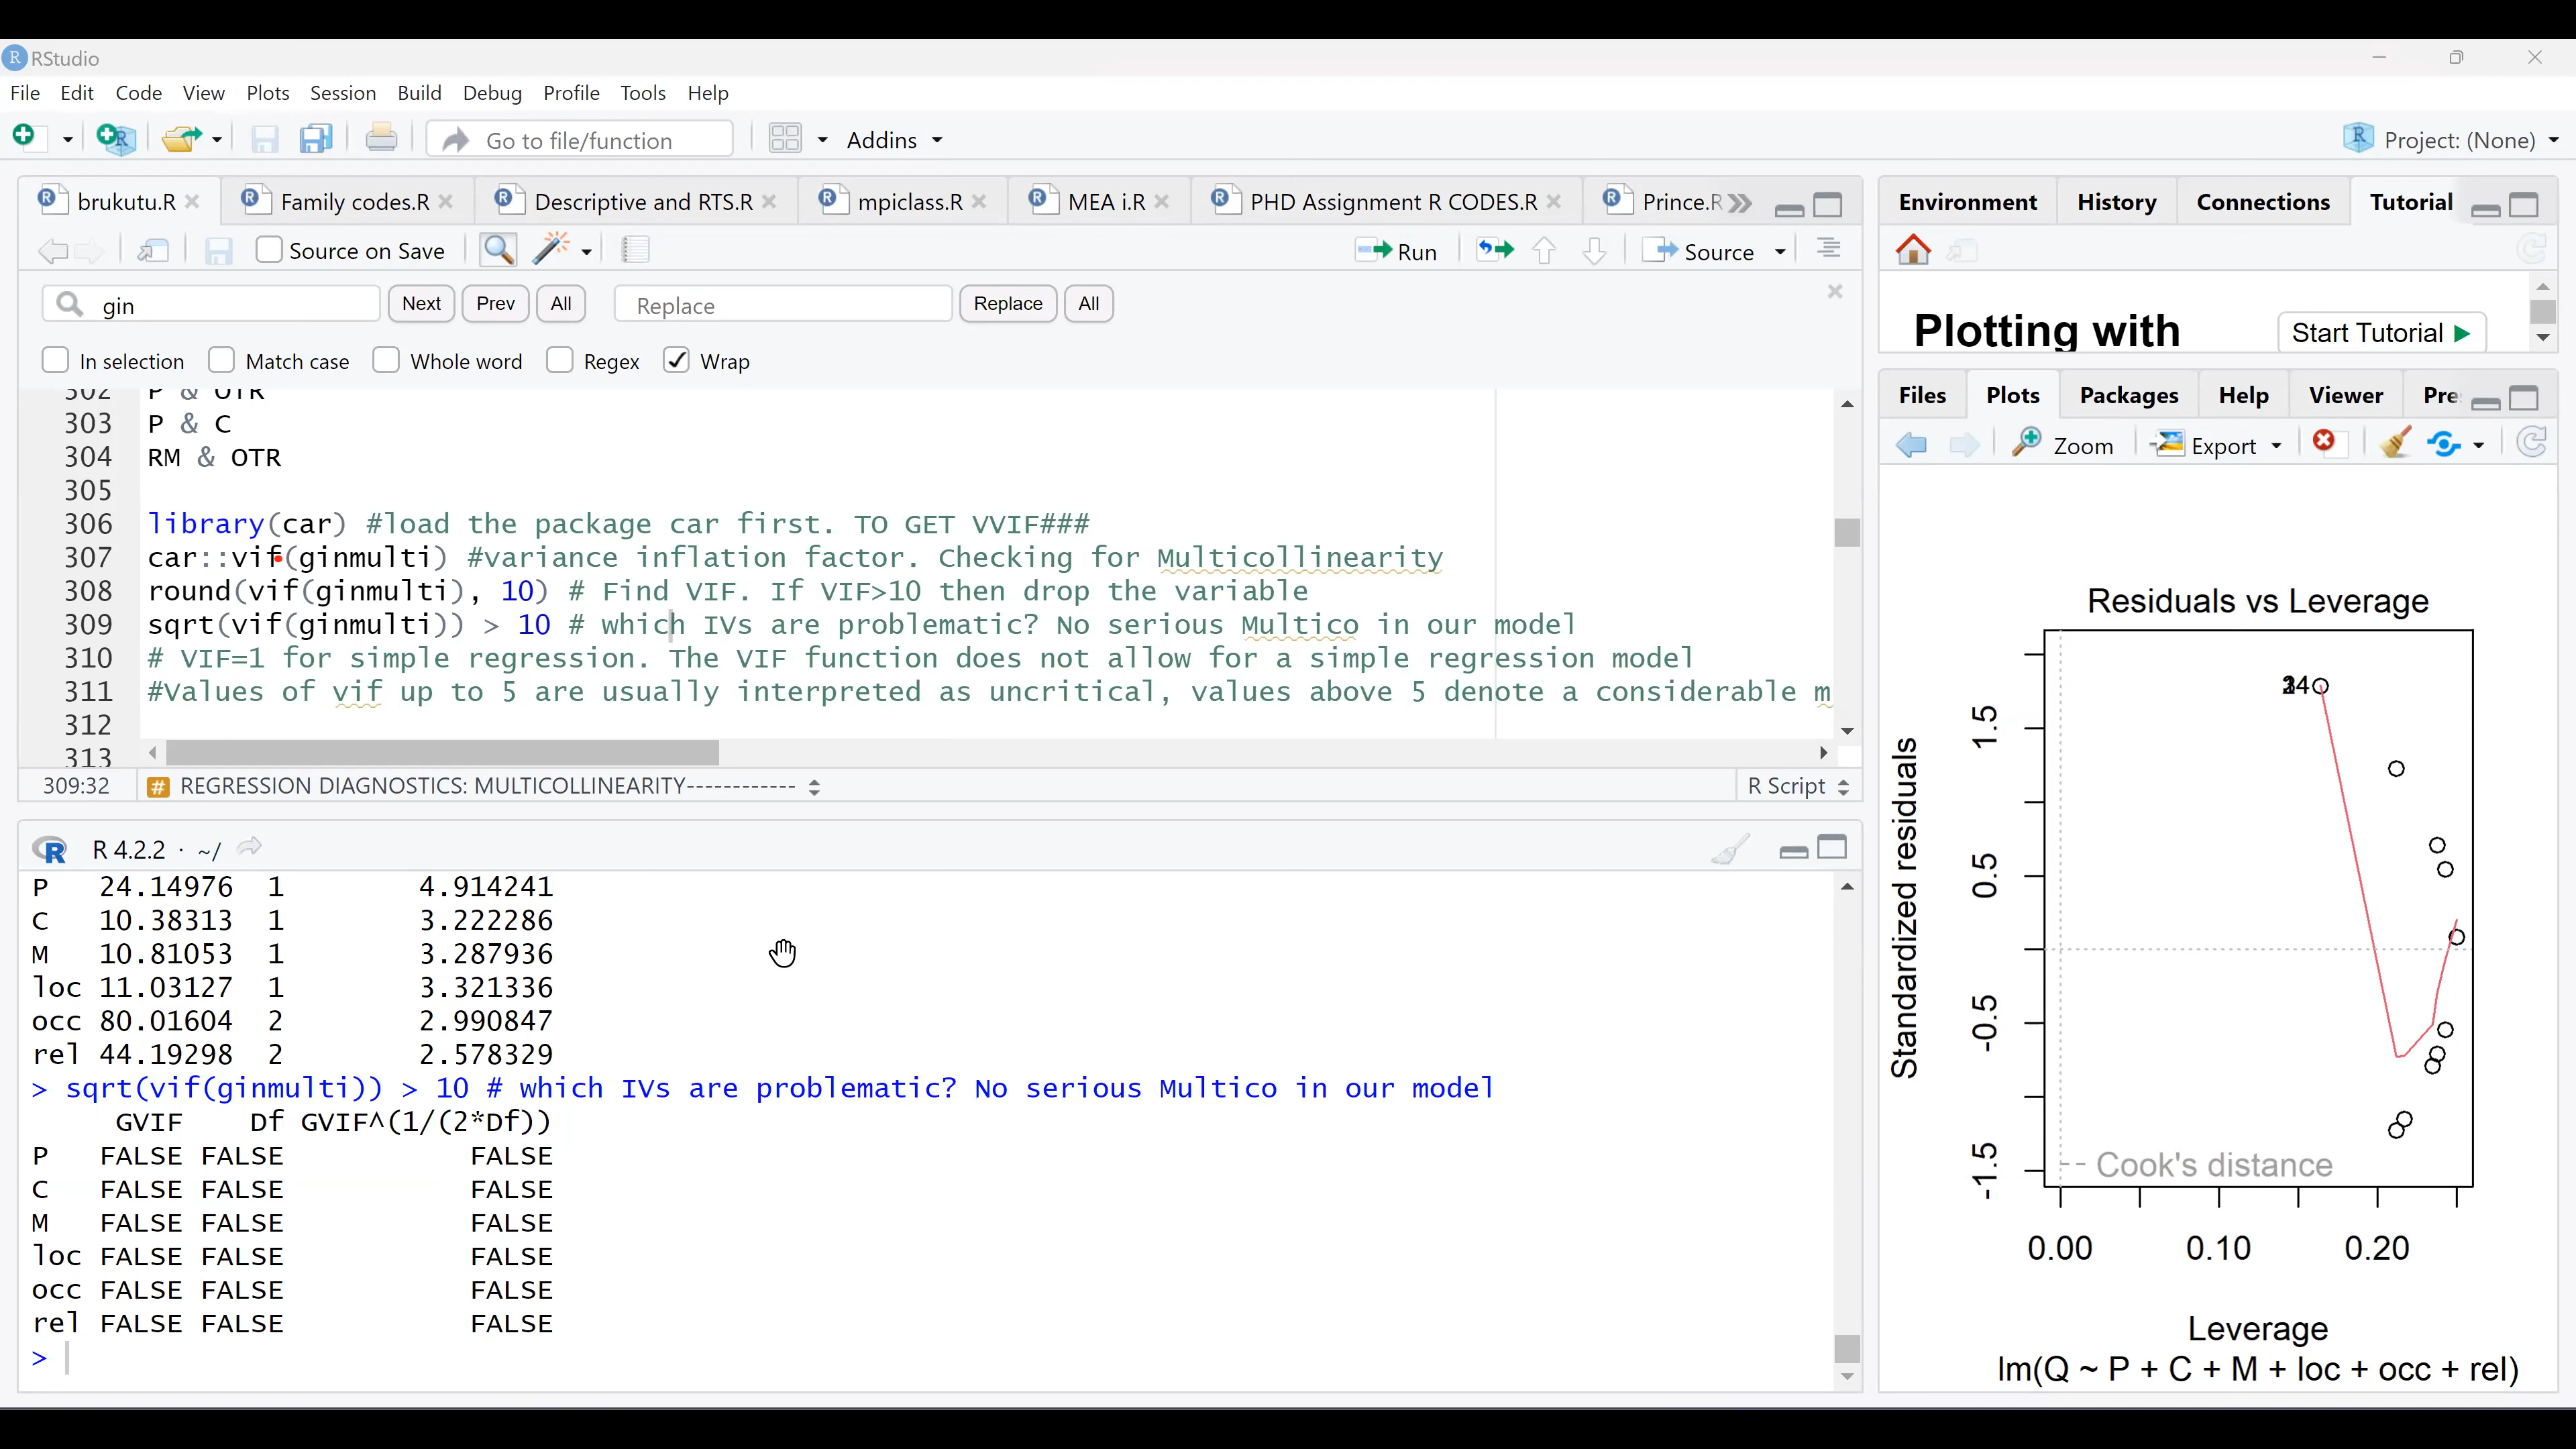 RStudio
File Edit Code View Plots Session Build Debug Profile Tools Help
Go to file/function Addins Project: (None)
brukutu.R Family codes.R Descriptive and RTS.R mpiclass.R MEA i.R PHD Assignment R CODES.R Prince.R
Source on Save Run Source
gin Next Prev All Replace Replace All
In selection Match case Whole word Regex Wrap
302 P & OTR
303 P & C
304 RM & OTR
305
306 library(car) #load the package car first. TO GET VVIF###
307 car::vif(ginmulti) #variance inflation factor. Checking for Multicollinearity
308 round(vif(ginmulti), 10) # Find VIF. If VIF>10 then drop the variable
309 sqrt(vif(ginmulti)) > 10 # which IVs are problematic? No serious Multico in our model
310 # VIF=1 for simple regression. The VIF function does not allow for a simple regression model
311 #Values of vif up to 5 are usually interpreted as uncritical, values above 5 denote a considerable m
312
313
309:32 # REGRESSION DIAGNOSTICS: MULTICOLLINEARITY------------ R Script
R 4.2.2 · ~/
P 24.14976 1 4.914241
C 10.38313 1 3.222286
M 10.81053 1 3.287936
loc 11.03127 1 3.321336
occ 80.01604 2 2.990847
rel 44.19298 2 2.578329
> sqrt(vif(ginmulti)) > 10 # which IVs are problematic? No serious Multico in our model
GVIF Df GVIF^(1/(2*Df))
P FALSE FALSE FALSE
C FALSE FALSE FALSE
M FALSE FALSE FALSE
loc FALSE FALSE FALSE
occ FALSE FALSE FALSE
rel FALSE FALSE FALSE
>
Environment History Connections Tutorial
Plotting with Start Tutorial
Files Plots Packages Help Viewer Pre
Zoom Export
Residuals vs Leverage
Standardized residuals
1.5
0.5
-0.5
-1.5
Cook's distance
0.00 0.10 0.20
Leverage
lm(Q ~ P + C + M + loc + occ + rel)